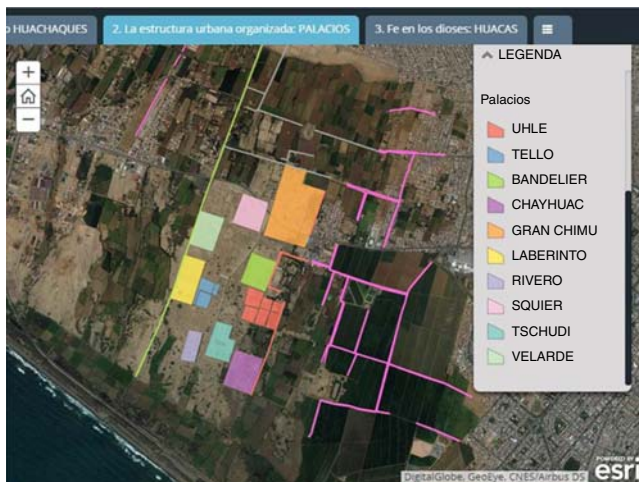 o HUACHAQUES
2. La estructura urbana organizada: PALACIOS
3. Fe en los dioses: HUACAS
LEGENDA
Palacios
UHLE
TELLO
BANDELIER
CHAYHUAC
GRAN CHIMU
LABERINTO
RIVERO
SQUIER
TSCHUDI
VELARDE
DigitalGlobe, GeoEye, CNES/Airbus DS
POWERED BY
esri